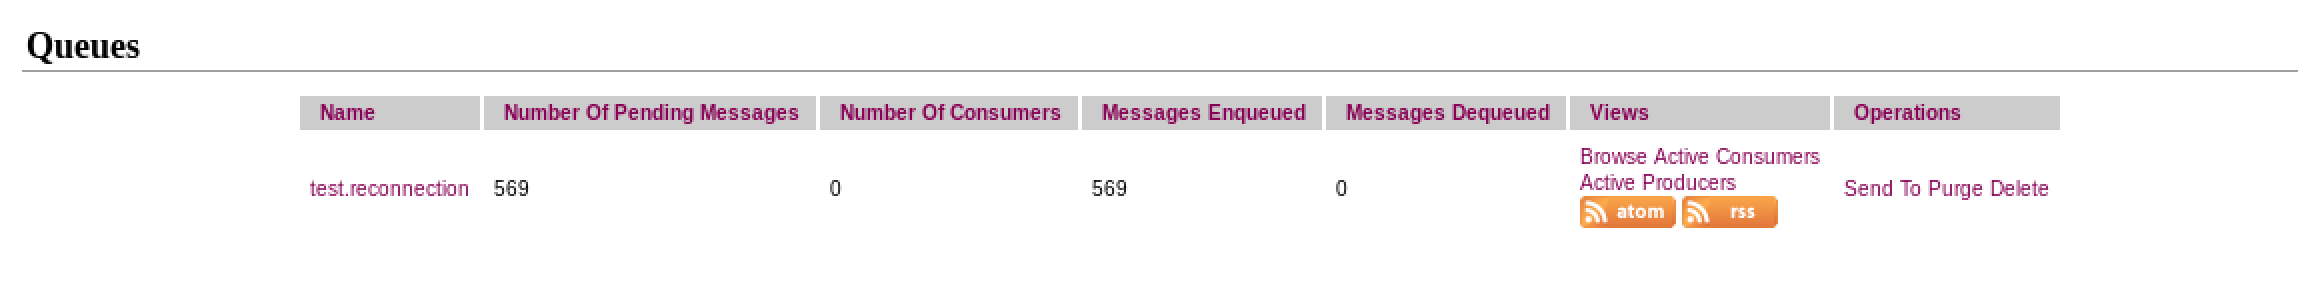 Queues
Name Number Of Pending Messages Number Of Consumers Messages Enqueued Messages Dequeued Views Operations
test.reconnection 569 0 569 0 Browse Active Consumers
Active Producers
atom rss
Send To Purge Delete